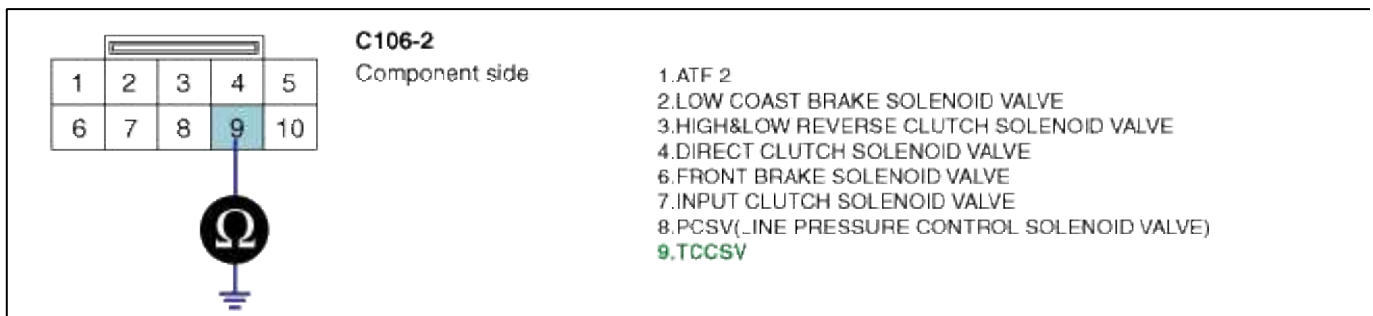 C106-2
Component side
1 2 3 4 5
6 7 8 9 10
Ω
1.ATF 2
2.LOW COAST BRAKE SOLENOID VALVE
3.HIGH&LOW REVERSE CLUTCH SOLENOID VALVE
4.DIRECT CLUTCH SOLENOID VALVE
6.FRONT BRAKE SOLENOID VALVE
7.INPUT CLUTCH SOLENOID VALVE
8.PCSV(LINE PRESSURE CONTROL SOLENOID VALVE)
9.TCCSV